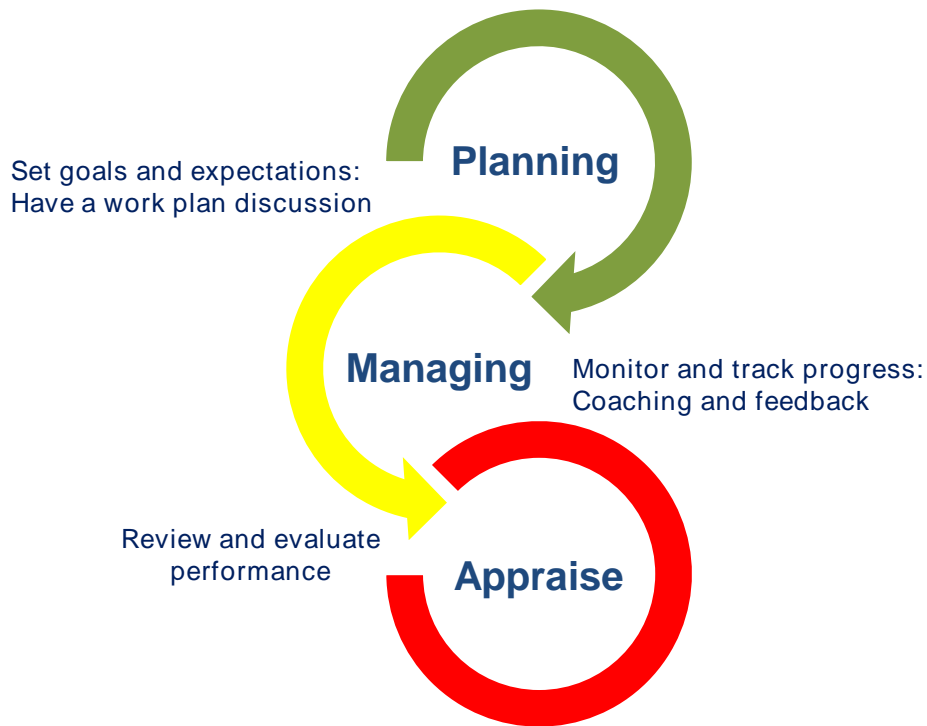 Planning
Set goals and expectations:
Have a work plan discussion
Managing
Monitor and track progress:
Coaching and feedback
Review and evaluate
performance
Appraise